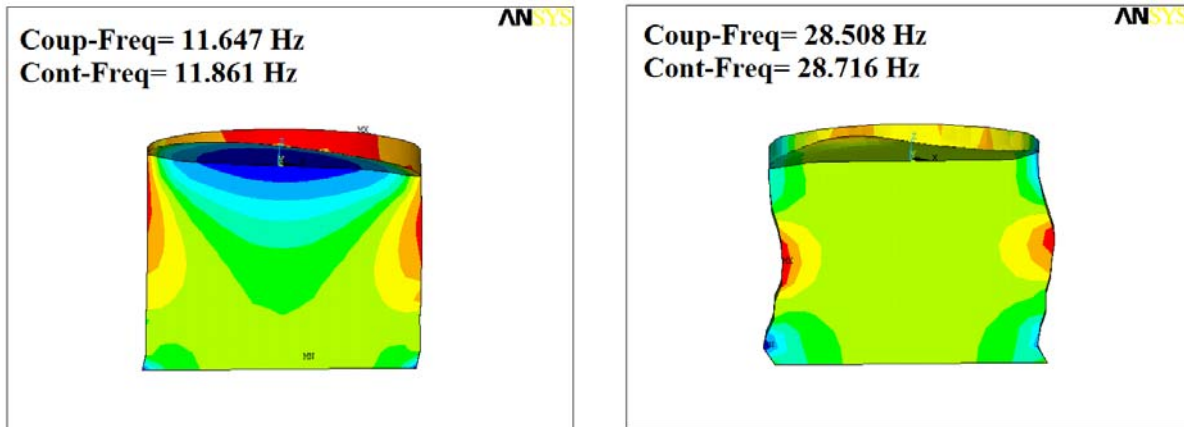 ANSYS
Coup-Freq= 11.647 Hz
Cont-Freq= 11.861 Hz
MX
Z
ANSYS
Coup-Freq= 28.508 Hz
Cont-Freq= 28.716 Hz
Z
X
MX